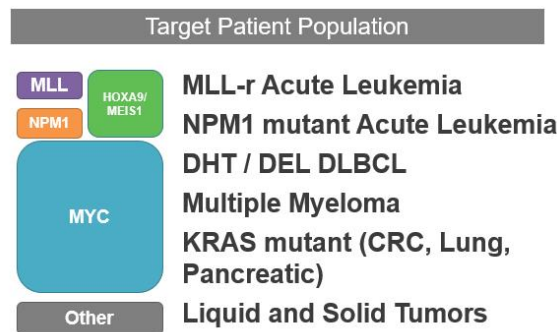 Target Patient Population
MLL
HOXA9/
MEIS1
MLL-r Acute Leukemia
NPM1
NPM1 mutant Acute Leukemia
DHT / DEL DLBCL
MYC
Multiple Myeloma
KRAS mutant (CRC, Lung,
Pancreatic)
Other
Liquid and Solid Tumors